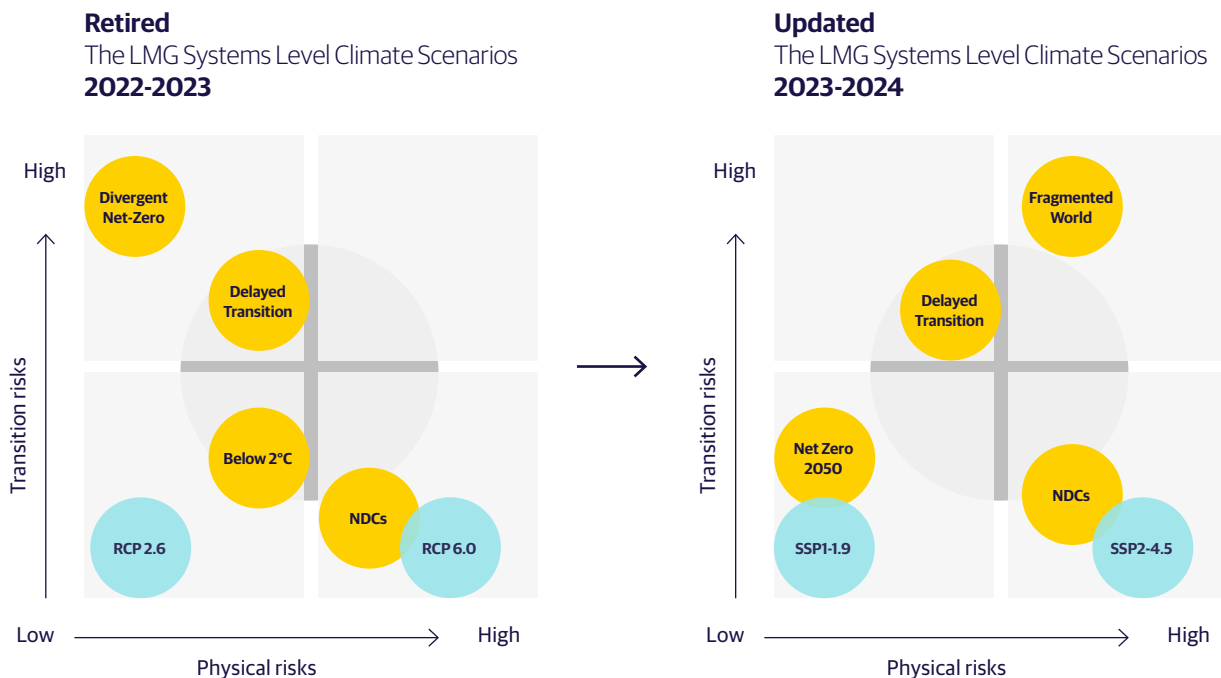 Retired
The LMG Systems Level Climate Scenarios
2022-2023
High
Transition risks
Divergent
Net-Zero
Delayed
Transition
Below 2°C
NDCs
RCP 2.6
RCP 6.0
Low
High
Physical risks
Updated
The LMG Systems Level Climate Scenarios
2023-2024
High
Transition risks
Fragmented
World
Delayed
Transition
Net Zero
2050
NDCs
SSP1-1.9
SSP2-4.5
Low
High
Physical risks